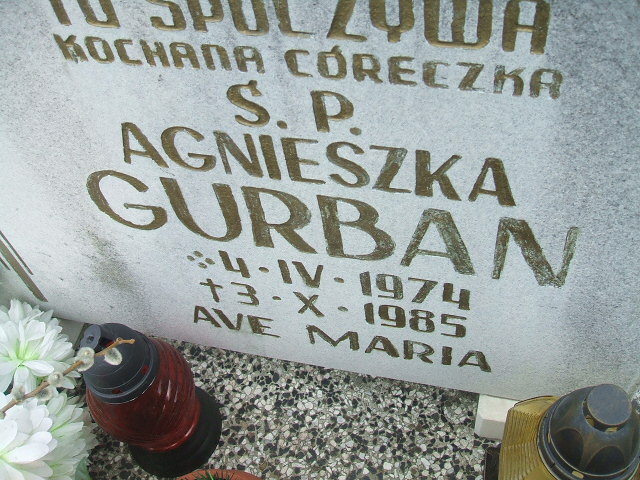 TU SPOCZYWA
KOCHANA CÓRECZKA
Ś. P.
AGNIESZKA
GURBAN
* 4 · IV · 1974
† 3 · X · 1985
AVE MARIA